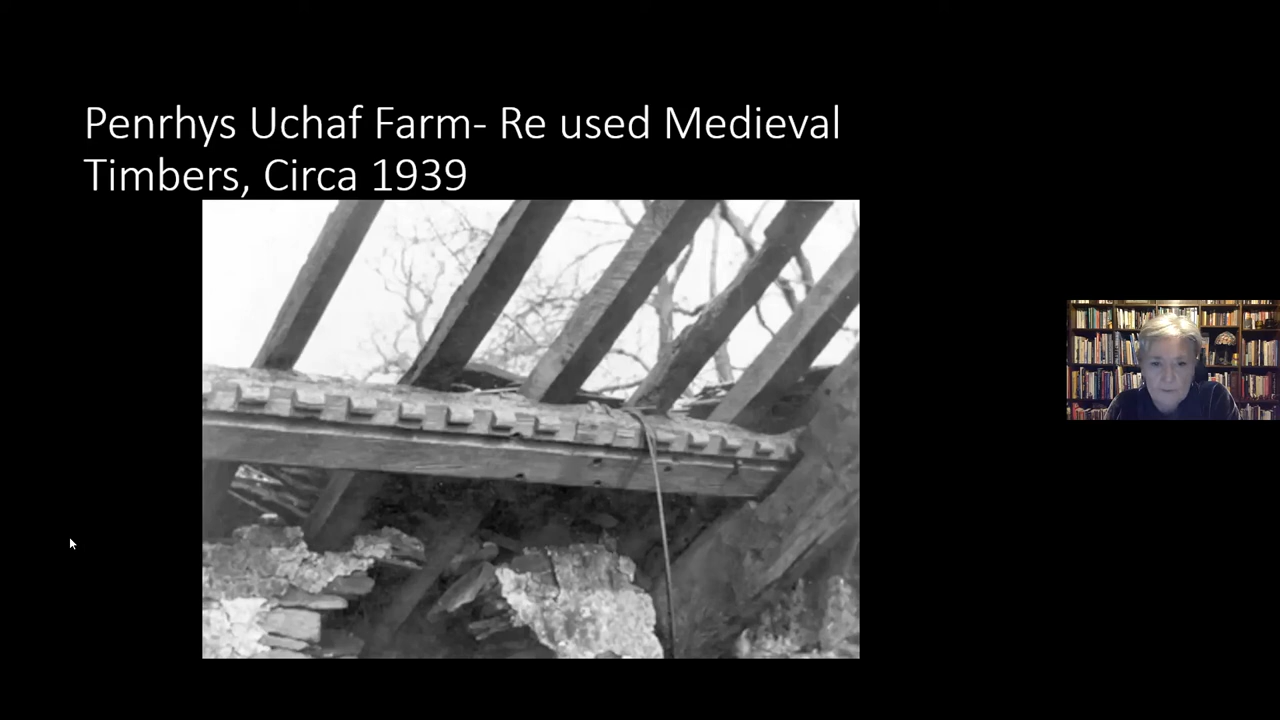 Penrhys Uchaf Farm- Re used Medieval
Timbers, Circa 1939